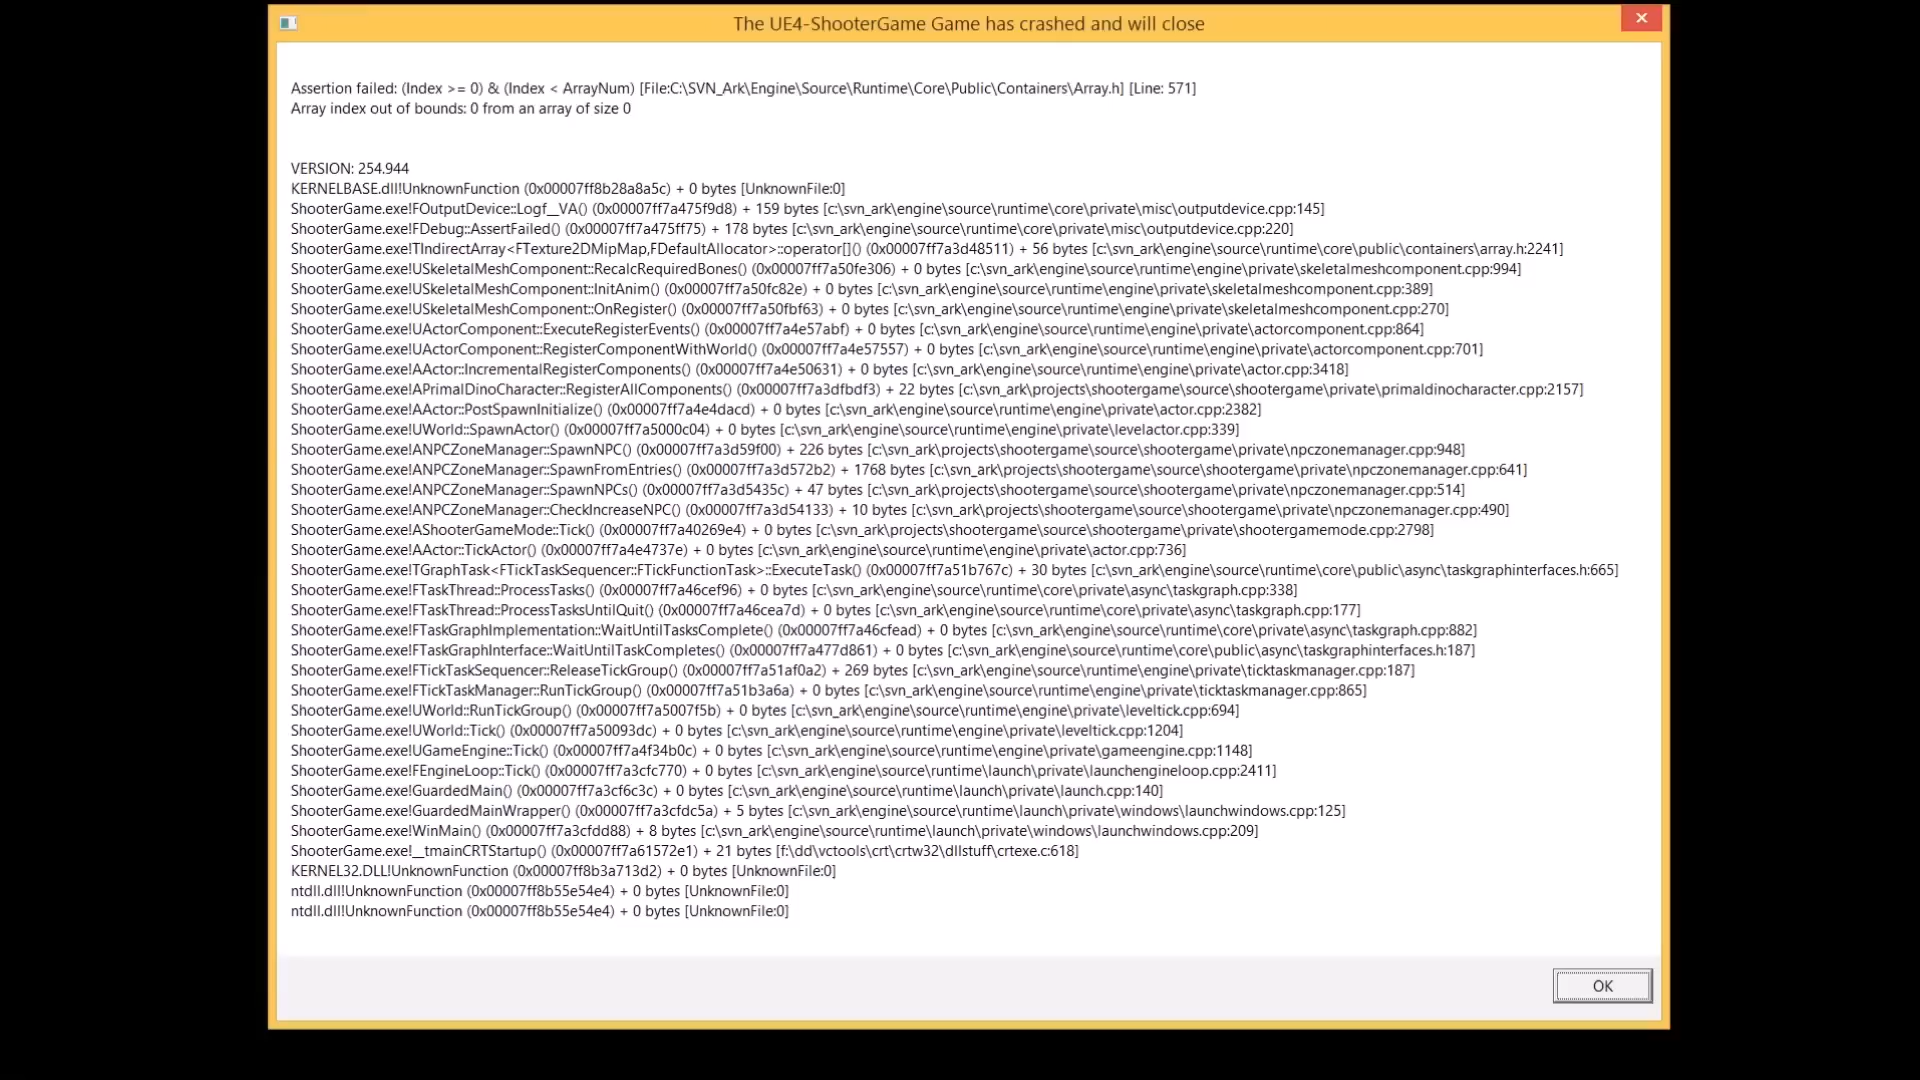 The UE4-ShooterGame Game has crashed and will close
Assertion failed: (Index >= 0) & (Index < ArrayNum) [File:C:\SVN_Ark\Engine\Source\Runtime\Core\Public\Containers\Array.h] [Line: 571]
Array index out of bounds: 0 from an array of size 0
VERSION: 254.944
KERNELBASE.dll!UnknownFunction (0x00007ff8b28a8a5c) + 0 bytes [UnknownFile:0]
ShooterGame.exe!FOutputDevice::Logf__VA() (0x00007ff7a475f9d8) + 159 bytes [c:\svn_ark\engine\source\runtime\core\private\misc\outputdevice.cpp:145]
ShooterGame.exe!FDebug::AssertFailed() (0x00007ff7a475ff75) + 178 bytes [c:\svn_ark\engine\source\runtime\core\private\misc\outputdevice.cpp:220]
ShooterGame.exe!TIndirectArray<FTexture2DMipMap,FDefaultAllocator>::operator[]() (0x00007ff7a3d48511) + 56 bytes [c:\svn_ark\engine\source\runtime\core\public\containers\array.h:2241]
ShooterGame.exe!USkeletalMeshComponent::RecalcRequiredBones() (0x00007ff7a50fe306) + 0 bytes [c:\svn_ark\engine\source\runtime\engine\private\skeletalmeshcomponent.cpp:994]
ShooterGame.exe!USkeletalMeshComponent::InitAnim() (0x00007ff7a50fc82e) + 0 bytes [c:\svn_ark\engine\source\runtime\engine\private\skeletalmeshcomponent.cpp:389]
ShooterGame.exe!USkeletalMeshComponent::OnRegister() (0x00007ff7a50fbf63) + 0 bytes [c:\svn_ark\engine\source\runtime\engine\private\skeletalmeshcomponent.cpp:270]
ShooterGame.exe!UActorComponent::ExecuteRegisterEvents() (0x00007ff7a4e57abf) + 0 bytes [c:\svn_ark\engine\source\runtime\engine\private\actorcomponent.cpp:864]
ShooterGame.exe!UActorComponent::RegisterComponentWithWorld() (0x00007ff7a4e57557) + 0 bytes [c:\svn_ark\engine\source\runtime\engine\private\actorcomponent.cpp:701]
ShooterGame.exe!AActor::IncrementalRegisterComponents() (0x00007ff7a4e50631) + 0 bytes [c:\svn_ark\engine\source\runtime\engine\private\actor.cpp:3418]
ShooterGame.exe!APrimalDinoCharacter::RegisterAllComponents() (0x00007ff7a3dfbdf3) + 22 bytes [c:\svn_ark\projects\shootergame\source\shootergame\private\primaldinocharacter.cpp:2157]
ShooterGame.exe!AActor::PostSpawnInitialize() (0x00007ff7a4e4dacd) + 0 bytes [c:\svn_ark\engine\source\runtime\engine\private\actor.cpp:2382]
ShooterGame.exe!UWorld::SpawnActor() (0x00007ff7a5000c04) + 0 bytes [c:\svn_ark\engine\source\runtime\engine\private\levelactor.cpp:339]
ShooterGame.exe!ANPCZoneManager::SpawnNPC() (0x00007ff7a3d59f00) + 226 bytes [c:\svn_ark\projects\shootergame\source\shootergame\private\npczonemanager.cpp:948]
ShooterGame.exe!ANPCZoneManager::SpawnFromEntries() (0x00007ff7a3d572b2) + 1768 bytes [c:\svn_ark\projects\shootergame\source\shootergame\private\npczonemanager.cpp:641]
ShooterGame.exe!ANPCZoneManager::SpawnNPCs() (0x00007ff7a3d5435c) + 47 bytes [c:\svn_ark\projects\shootergame\source\shootergame\private\npczonemanager.cpp:514]
ShooterGame.exe!ANPCZoneManager::CheckIncreaseNPC() (0x00007ff7a3d54133) + 10 bytes [c:\svn_ark\projects\shootergame\source\shootergame\private\npczonemanager.cpp:490]
ShooterGame.exe!AShooterGameMode::Tick() (0x00007ff7a40269e4) + 0 bytes [c:\svn_ark\projects\shootergame\source\shootergame\private\shootergamemode.cpp:2798]
ShooterGame.exe!AActor::TickActor() (0x00007ff7a4e4737e) + 0 bytes [c:\svn_ark\engine\source\runtime\engine\private\actor.cpp:736]
ShooterGame.exe!TGraphTask<FTickTaskSequencer::FTickFunctionTask>::ExecuteTask() (0x00007ff7a51b767c) + 30 bytes [c:\svn_ark\engine\source\runtime\core\public\async\taskgraphinterfaces.h:665]
ShooterGame.exe!FTaskThread::ProcessTasks() (0x00007ff7a46cef96) + 0 bytes [c:\svn_ark\engine\source\runtime\core\private\async\taskgraph.cpp:338]
ShooterGame.exe!FTaskThread::ProcessTasksUntilQuit() (0x00007ff7a46cea7d) + 0 bytes [c:\svn_ark\engine\source\runtime\core\private\async\taskgraph.cpp:177]
ShooterGame.exe!FTaskGraphImplementation::WaitUntilTasksComplete() (0x00007ff7a46cfead) + 0 bytes [c:\svn_ark\engine\source\runtime\core\private\async\taskgraph.cpp:882]
ShooterGame.exe!FTaskGraphInterface::WaitUntilTaskCompletes() (0x00007ff7a477d861) + 0 bytes [c:\svn_ark\engine\source\runtime\core\public\async\taskgraphinterfaces.h:187]
ShooterGame.exe!FTickTaskSequencer::ReleaseTickGroup() (0x00007ff7a51af0a2) + 269 bytes [c:\svn_ark\engine\source\runtime\engine\private\ticktaskmanager.cpp:187]
ShooterGame.exe!FTickTaskManager::RunTickGroup() (0x00007ff7a51b3a6a) + 0 bytes [c:\svn_ark\engine\source\runtime\engine\private\ticktaskmanager.cpp:865]
ShooterGame.exe!UWorld::RunTickGroup() (0x00007ff7a5007f5b) + 0 bytes [c:\svn_ark\engine\source\runtime\engine\private\leveltick.cpp:694]
ShooterGame.exe!UWorld::Tick() (0x00007ff7a50093dc) + 0 bytes [c:\svn_ark\engine\source\runtime\engine\private\leveltick.cpp:1204]
ShooterGame.exe!UGameEngine::Tick() (0x00007ff7a4f34b0c) + 0 bytes [c:\svn_ark\engine\source\runtime\engine\private\gameengine.cpp:1148]
ShooterGame.exe!FEngineLoop::Tick() (0x00007ff7a3cfc770) + 0 bytes [c:\svn_ark\engine\source\runtime\launch\private\launchengineloop.cpp:2411]
ShooterGame.exe!GuardedMain() (0x00007ff7a3cf6c3c) + 0 bytes [c:\svn_ark\engine\source\runtime\launch\private\launch.cpp:140]
ShooterGame.exe!GuardedMainWrapper() (0x00007ff7a3cfdc5a) + 5 bytes [c:\svn_ark\engine\source\runtime\launch\private\windows\launchwindows.cpp:125]
ShooterGame.exe!WinMain() (0x00007ff7a3cfdd88) + 8 bytes [c:\svn_ark\engine\source\runtime\launch\private\windows\launchwindows.cpp:209]
ShooterGame.exe!__tmainCRTStartup() (0x00007ff7a61572e1) + 21 bytes [f:\dd\vctools\crt\crtw32\dllstuff\crtexe.c:618]
KERNEL32.DLL!UnknownFunction (0x00007ff8b3a713d2) + 0 bytes [UnknownFile:0]
ntdll.dll!UnknownFunction (0x00007ff8b55e54e4) + 0 bytes [UnknownFile:0]
ntdll.dll!UnknownFunction (0x00007ff8b55e54e4) + 0 bytes [UnknownFile:0]
OK